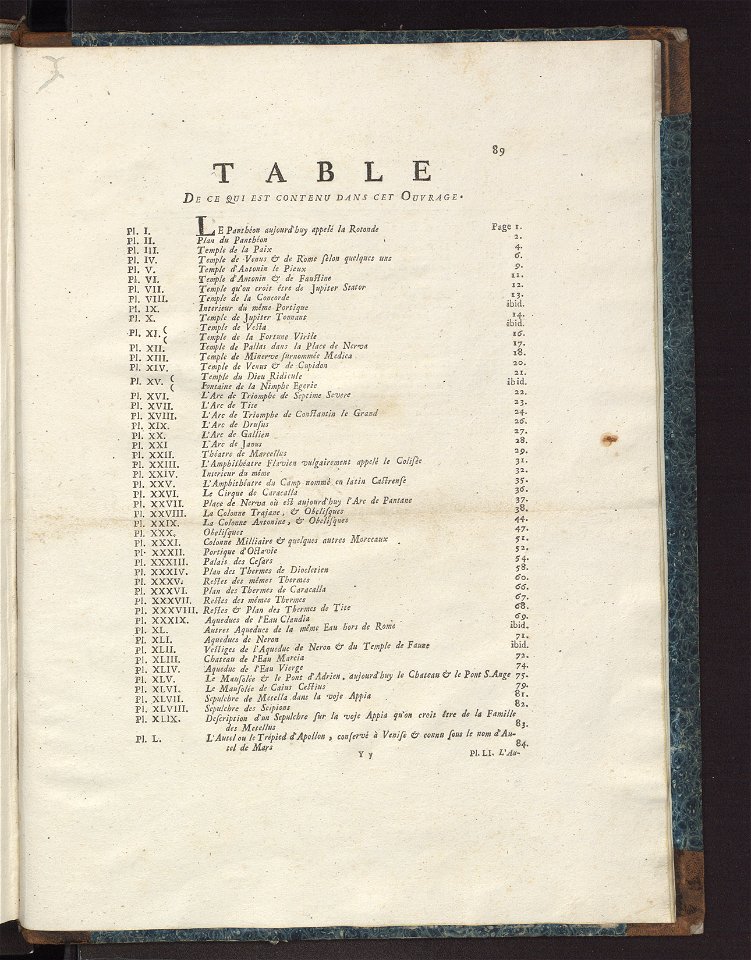 89
TABLE
DE CE QUI EST CONTENU DANS CET OUVRAGE.
Pl. I. LE Panthéon aujourd'huy appelé la Rotonde Page 1.
Pl. II. Plan du Panthéon 2.
Pl. III. Temple de la Paix 4.
Pl. IV. Temple de Venus & de Rome selon quelques uns 6.
Pl. V. Temple d'Antonin le Pieux 9.
Pl. VI. Temple d'Antonin & de Faustine 11.
Pl. VII. Temple qu'on croit être de Jupiter Stator 12.
Pl. VIII. Temple de la Concorde 13.
Pl. IX. Interieur du même Portique ibid.
Pl. X. Temple de Jupiter Tonnant 14.
Pl. XI. { Temple de Vesta ibid.
{ Temple de la Fortune Virile 16.
Pl. XII. Temple de Pallas dans la Place de Nerva 17.
Pl. XIII. Temple de Minerve surnommée Medica 18.
Pl. XIV. Temple de Venus & de Cupidon 20.
Pl. XV. { Temple du Dieu Ridicule 21.
{ Fontaine de la Nimphe Egerie ibid.
Pl. XVI. L'Arc de Triomphe de Septime Severe 22.
Pl. XVII. L'Arc de Tite 23.
Pl. XVIII. L'Arc de Triomphe de Constantin le Grand 24.
Pl. XIX. L'Arc de Drusus 26.
Pl. XX. L'Arc de Gallien 27.
Pl. XXI L'Arc de Janus 28.
Pl. XXII. Théatre de Marcellus 29.
Pl. XXIII. L'Amphithéatre Flavien vulgairement appelé le Colisée 31.
Pl. XXIV. Interieur du même 32.
Pl. XXV. L'Amphithéatre du Camp nommé en latin Castrense 35.
Pl. XXVI. Le Cirque de Caracalla 36.
Pl. XXVII. Place de Nerva où est aujourd'huy l'Arc de Pantane 37.
Pl. XXVIII. La Colonne Trajane, & Obelisques 38.
Pl. XXIX. La Colonne Antonine, & Obelisques 44.
Pl. XXX. Obelisques 47.
Pl. XXXI. Colonne Milliaire & quelques autres Morceaux 51.
Pl. XXXII. Portique d'Octavie 52.
Pl. XXXIII. Palais des Cesars 54.
Pl. XXXIV. Plan des Thermes de Diocletien 58.
Pl. XXXV. Restes des mêmes Thermes 60.
Pl. XXXVI. Plan des Thermes de Caracalla 66.
Pl. XXXVII. Restes des mêmes Thermes 67.
Pl. XXXVIII. Restes & Plan des Thermes de Tite 68.
Pl. XXXIX. Aqueducs de l'Eau Claudia 69.
Pl. XL. Autres Aqueducs de la même Eau hors de Rome ibid.
Pl. XLI. Aqueducs de Neron 71.
Pl. XLII. Vestiges de l'Aqueduc de Neron & du Temple de Faune ibid.
Pl. XLIII. Chateau de l'Eau Marcia 72.
Pl. XLIV. Aqueduc de l'Eau Vierge 74.
Pl. XLV. Le Mausolée & le Pont d'Adrien, aujourd'huy le Chateau & le Pont S. Ange 75.
Pl. XLVI. Le Mausolée de Caius Cestius 79.
Pl. XLVII. Sepulchre de Metella dans la voje Appia 81.
Pl. XLVIII. Sepulchre des Scipions 82.
Pl. XLIX. Description d'un Sepulchre sur la voje Appia qu'on croit être de la Famille
des Metellus 83.
Pl. L. L'Autel ou le Trépied d'Apollon, conservé à Venise & connu sous le nom d'Au-
tel de Mars 84.
Y y Pl. LI. L'Au-